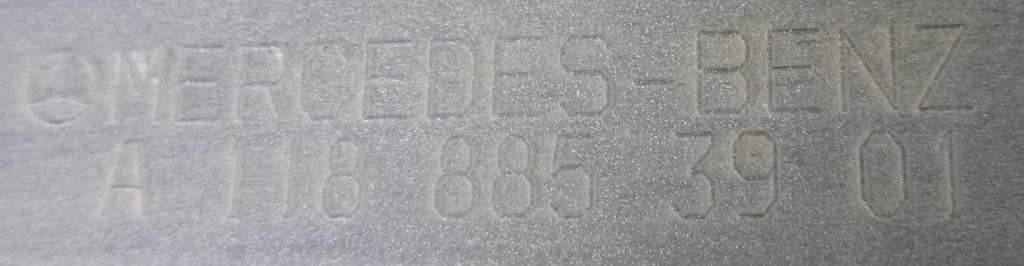 MERCEDES-BENZ
A 118 885 39 01